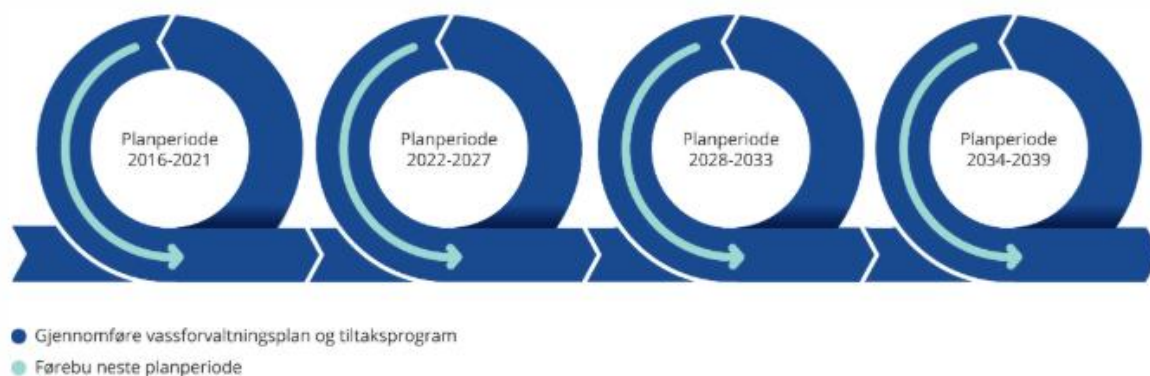 Planperiode
2016-2021
Planperiode
2022-2027
Planperiode
2028-2033
Planperiode
2034-2039
Gjennomføre vassforvaltningsplan og tiltaksprogram
Førebu neste planperiode